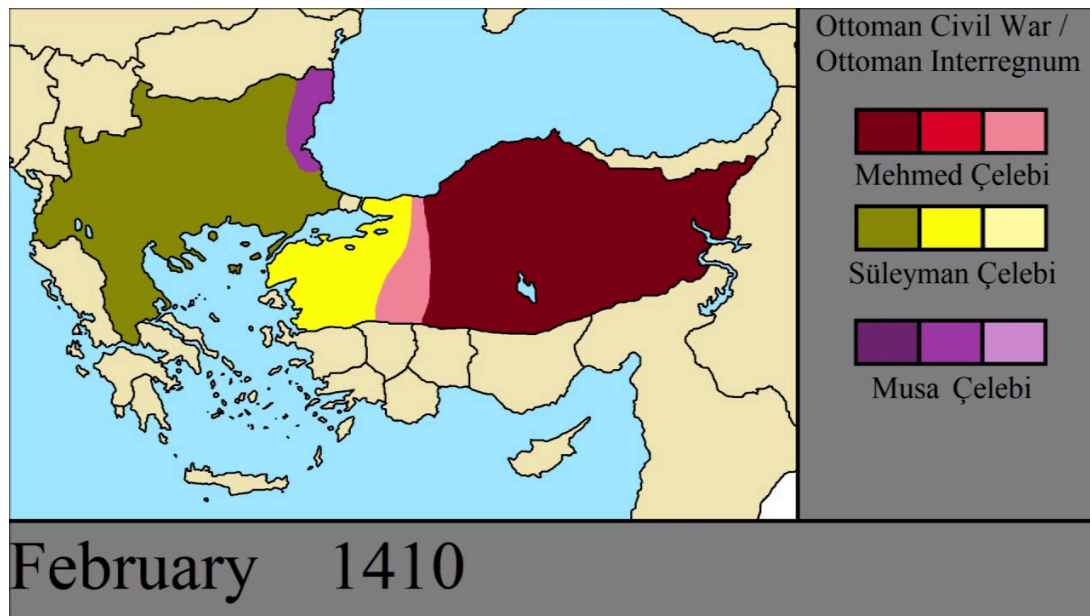 Ottoman Civil War /
Ottoman Interregnum
Mehmed Çelebi
Süleyman Çelebi
Musa Çelebi
February 1410